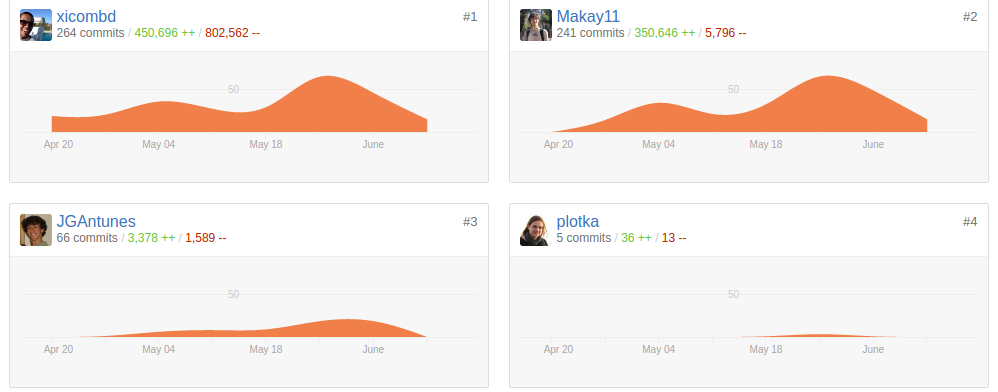 xicombd #1
264 commits / 450,696 ++ / 802,562 --
50
Apr 20 May 04 May 18 June
Makay11 #2
241 commits / 350,646 ++ / 5,796 --
50
Apr 20 May 04 May 18 June
JGAntunes #3
66 commits / 3,378 ++ / 1,589 --
50
Apr 20 May 04 May 18 June
plotka #4
5 commits / 36 ++ / 13 --
50
Apr 20 May 04 May 18 June